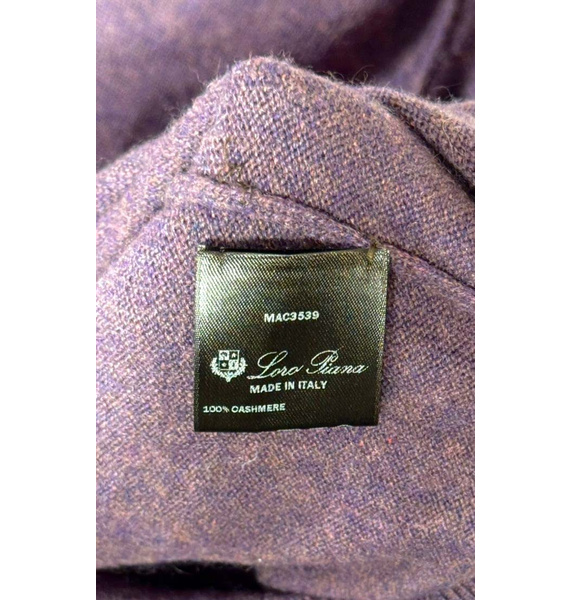 MAC3539
Loro Piana
MADE IN ITALY
100% CASHMERE